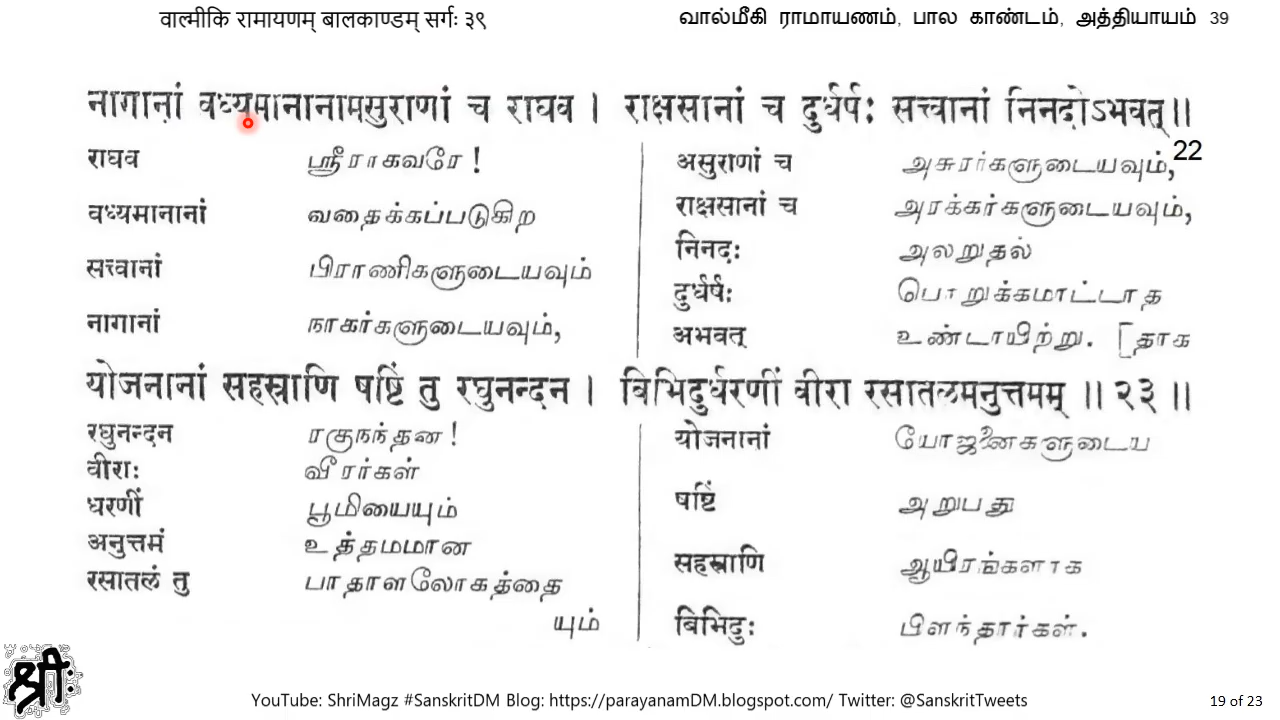 वाल्मीकि रामायणम् बालकाण्डम् सर्गः ३९
வால்மீகி ராமாயணம், பால காண்டம், அத்தியாயம் 39
नागानां वध्यमानानामसुराणां च राघव । राक्षसानां च दुर्धर्षः सत्त्वानां निनदोऽभवत् ॥
22
राघव ஸ்ரீராகவரே !
वध्यमानानां வதைக்கப்படுகிற
सत्त्वानां பிராணிகளுடையவும்
नागानां நாகர்களுடையவும்,
असुराणां च அசுரர்களுடையவும்,
राक्षसानां च அரக்கர்களுடையவும்,
निनदः அலறுதல்
दुर्धर्षः பொறுக்கமாட்டாத
अभवत् உண்டாயிற்று. [தாக
योजनानां सहस्राणि षष्टिं तु रघुनन्दन । बिभिदुर्धरणीं वीरा रसातलमनुत्तमम् ॥ २३ ॥
रघुनन्दन ரகுநந்தன !
वीराः வீரர்கள்
धरणीं பூமியையும்
अनुत्तमं உத்தமமான
रसातलं तु பாதாளலோகத்தை
யும்
योजनानां யோஜனைகளுடைய
षष्टिं அறுபது
सहस्राणि ஆயிரங்களாக
बिभिदुः பிளந்தார்கள்.
श्रीः
YouTube: ShriMagz #SanskritDM Blog: https://parayanamDM.blogspot.com/ Twitter: @SanskritTweets
19 of 23